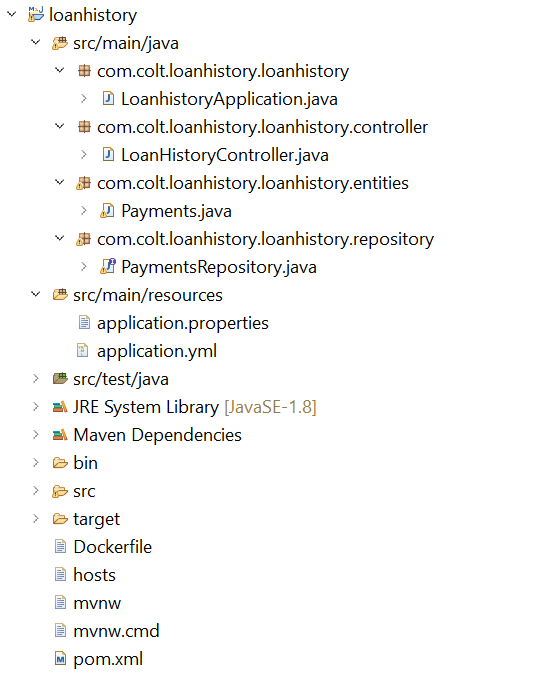 loanhistory
src/main/java
com.colt.loanhistory.loanhistory
LoanhistoryApplication.java
com.colt.loanhistory.loanhistory.controller
LoanHistoryController.java
com.colt.loanhistory.loanhistory.entities
Payments.java
com.colt.loanhistory.loanhistory.repository
PaymentsRepository.java
src/main/resources
application.properties
application.yml
src/test/java
JRE System Library [JavaSE-1.8]
Maven Dependencies
bin
src
target
Dockerfile
hosts
mvnw
mvnw.cmd
pom.xml